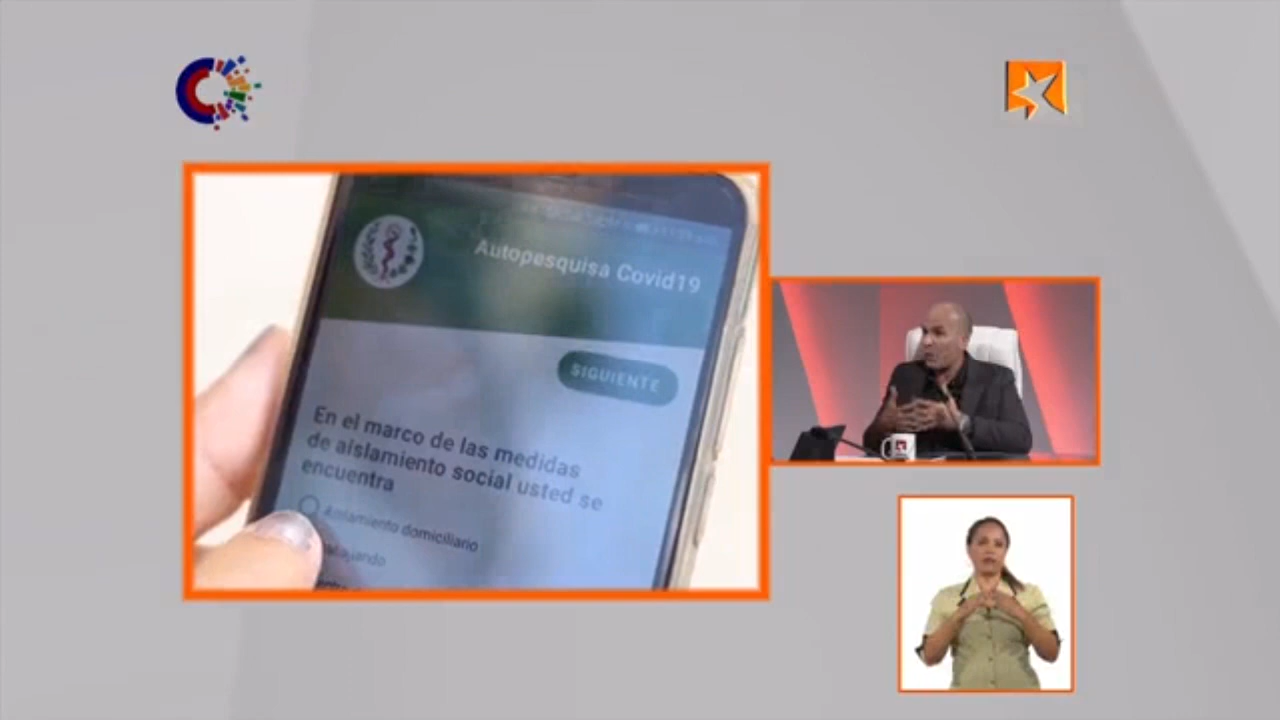 Autopesquisa Covid19
SIGUIENTE
En el marco de las medidas
de aislamiento social usted se
encuentra
Aislamiento domiciliario